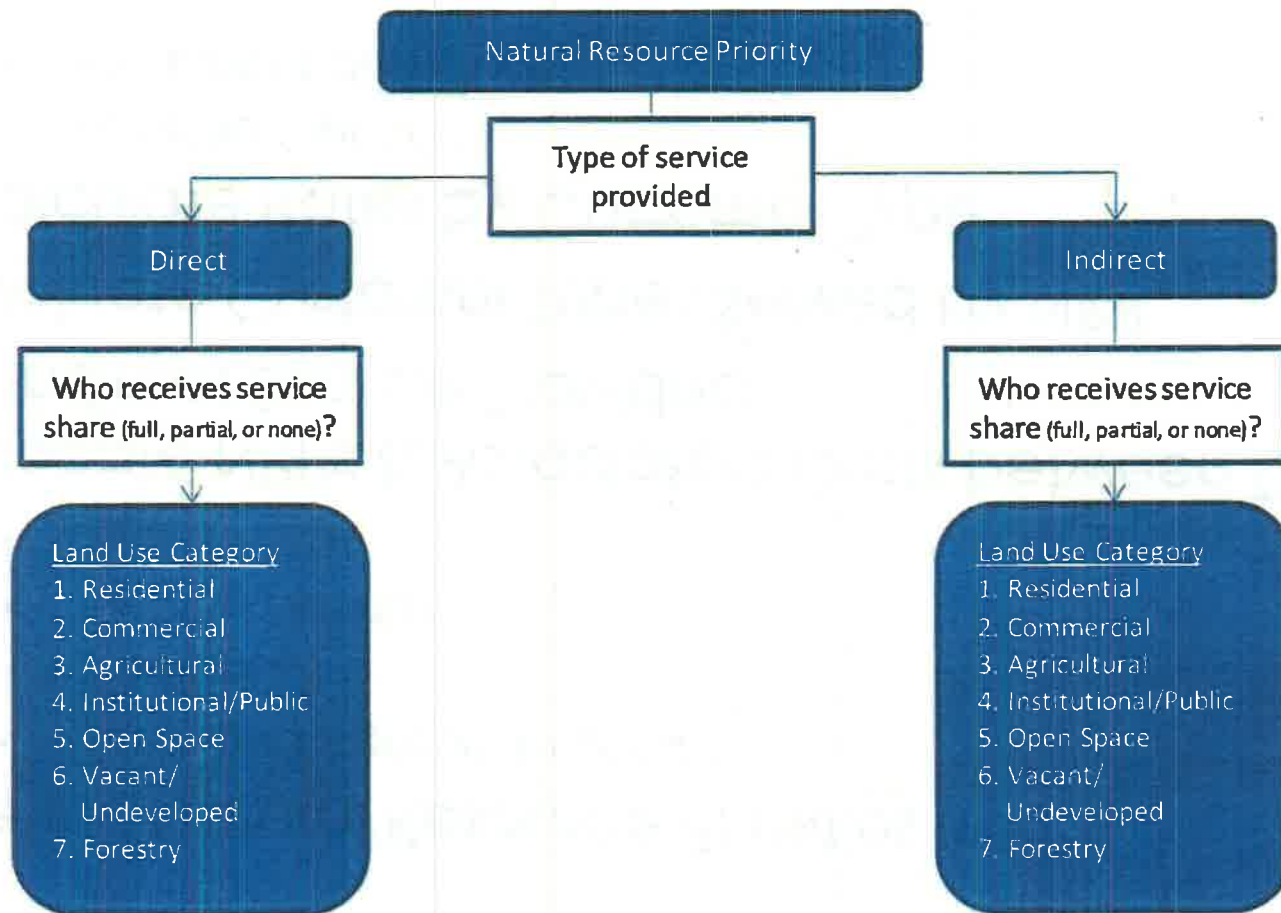 Natural Resource Priority
Type of service
provided
Direct
Indirect
Who receives service
share (full, partial, or none)?
Who receives service
share (full, partial, or none)?
Land Use Category
1. Residential
2. Commercial
3. Agricultural
4. Institutional/Public
5. Open Space
6. Vacant/
Undeveloped
7. Forestry
Land Use Category
1. Residential
2. Commercial
3. Agricultural
4. Institutional/Public
5. Open Space
6. Vacant/
Undeveloped
7. Forestry